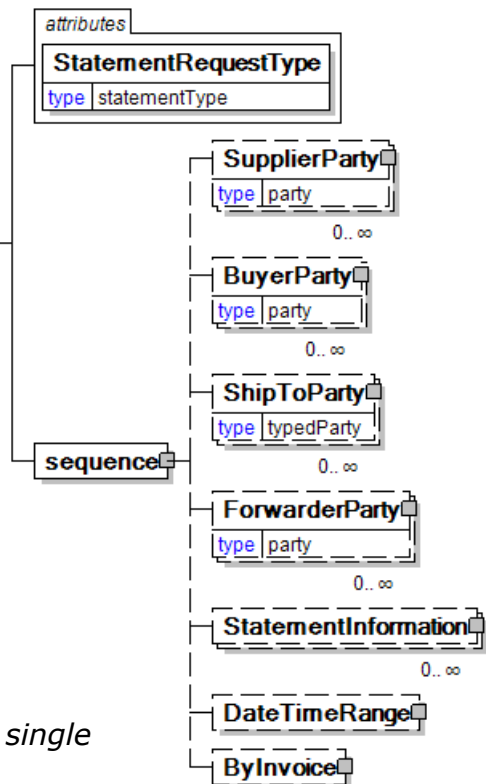 attributes
StatementRequestType
type statementType
SupplierParty
type party
0.. ∞
BuyerParty
type party
0.. ∞
ShipToParty
type typedParty
0.. ∞
sequence
ForwarderParty
type party
0.. ∞
StatementInformation
0.. ∞
DateTimeRange
single
ByInvoice